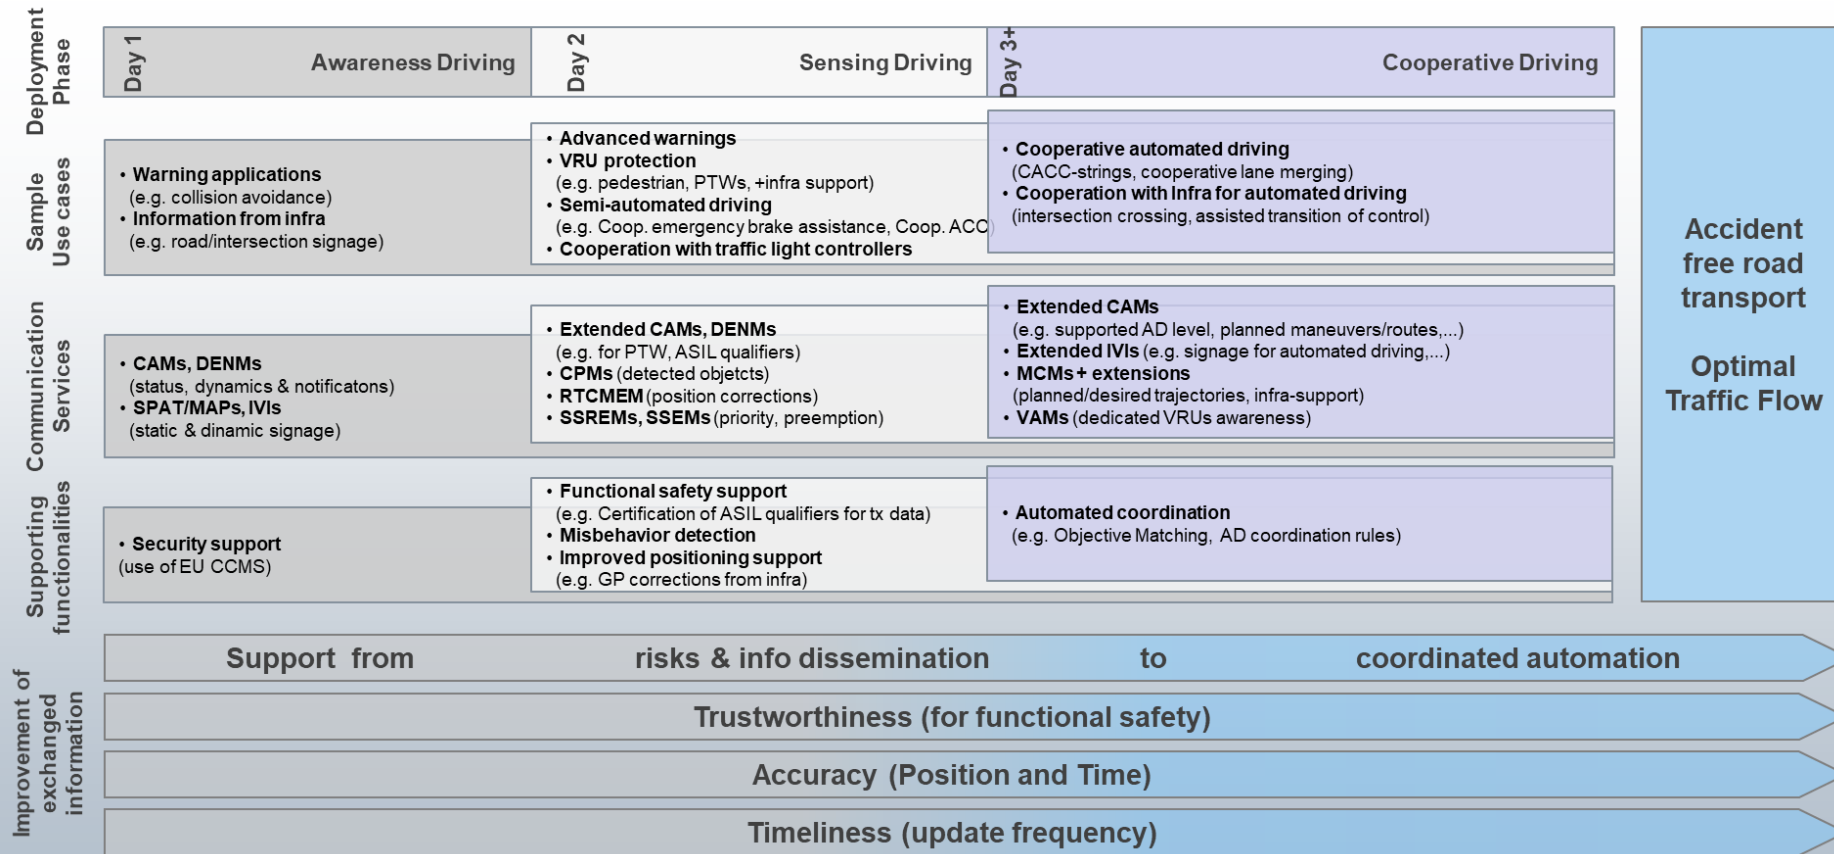 Deployment
Phase
Day 1
Awareness Driving
Day 2
Sensing Driving
Day 3+
Cooperative Driving
Sample
Use cases
• Warning applications
(e.g. collision avoidance)
• Information from infra
(e.g. road/intersection signage)
• Advanced warnings
• VRU protection
(e.g. pedestrian, PTWs, +infra support)
• Semi-automated driving
(e.g. Coop. emergency brake assistance, Coop. ACC)
• Cooperation with traffic light controllers
• Cooperative automated driving
(CACC-strings, cooperative lane merging)
• Cooperation with Infra for automated driving
(intersection crossing, assisted transition of control)
Communication
Services
• CAMs, DENMs
(status, dynamics & notificatons)
• SPAT/MAPs, IVIs
(static & dinamic signage)
• Extended CAMs, DENMs
(e.g. for PTW, ASIL qualifiers)
• CPMs (detected objetcts)
• RTCMEM (position corrections)
• SSREMs, SSEMs (priority, preemption)
• Extended CAMs
(e.g. supported AD level, planned maneuvers/routes,...)
• Extended IVIs (e.g. signage for automated driving,...)
• MCMs + extensions
(planned/desired trajectories, infra-support)
• VAMs (dedicated VRUs awareness)
Supporting
functionalities
• Security support
(use of EU CCMS)
• Functional safety support
(e.g. Certification of ASIL qualifiers for tx data)
• Misbehavior detection
• Improved positioning support
(e.g. GP corrections from infra)
• Automated coordination
(e.g. Objective Matching, AD coordination rules)
Accident
free road
transport
Optimal
Traffic Flow
Improvement of
exchanged
information
Support from risks & info dissemination to coordinated automation
Trustworthiness (for functional safety)
Accuracy (Position and Time)
Timeliness (update frequency)